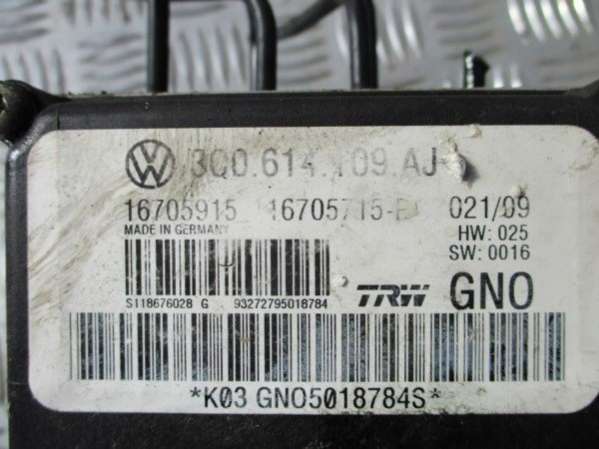 3C0.614.109.AJ-
16705915 16705715- 021/09
MADE IN GERMANY HW: 025
SW: 0016
S118676028 G 93272795018784 TRW GNO
*K03 GNO5018784S*